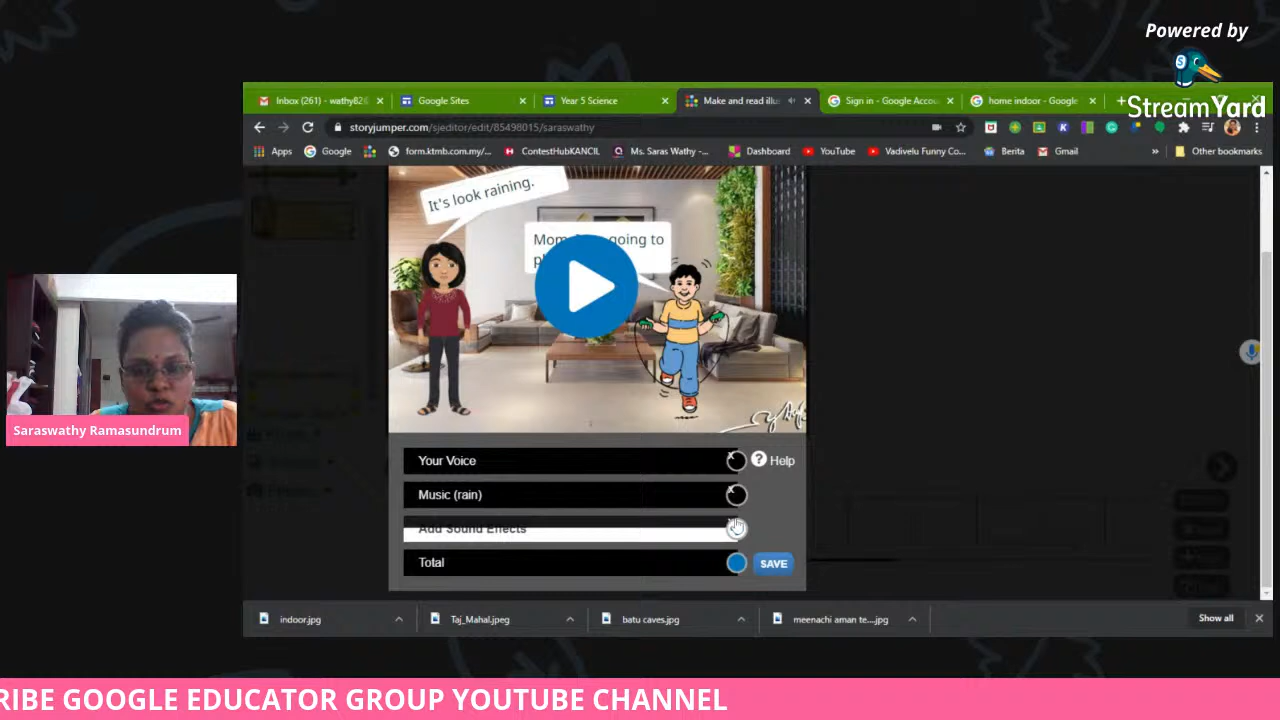 Powered by
StreamYard
Inbox (261) - wathy82
Google Sites
Year 5 Science
Make and read illus
Sign in - Google Accou
home indoor - Google
storyjumper.com/sjeditor/edit/85498015/saraswathy
Apps
Google
form.ktmb.com.my/...
ContestHubKANCIL
Ms. Saras Wathy -...
Dashboard
YouTube
Vadivelu Funny Co...
Berita
Gmail
»
Other bookmarks
It's look raining.
Mom going to
Saraswathy Ramasundrum
Your Voice
? Help
Music (rain)
Add Sound Effects
Total
SAVE
indoor.jpg
Taj_Mahal.jpeg
batu caves.jpg
meenachi aman te....jpg
Show all
RIBE GOOGLE EDUCATOR GROUP YOUTUBE CHANNEL